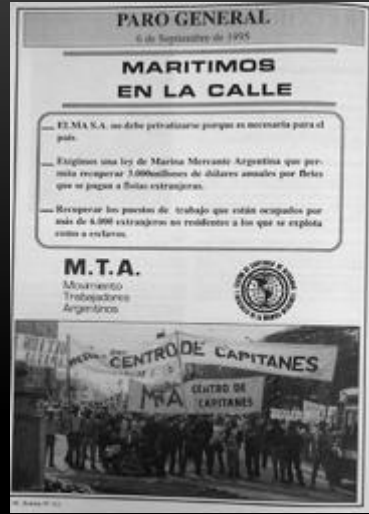 PARO GENERAL
6 de Septiembre de 1995
MARITIMOS
EN LA CALLE
ELMA S.A. no debe privatizarse porque es necesaria para el
país.
Exigimos una ley de Marina Mercante Argentina que per-
mita recuperar 3.000millones de dólares anuales por fletes
que se pagan a flotas extranjeras.
Recuperar los puestos de trabajo que están ocupados por
más de 6.000 extranjeros no residentes a los que se explota
como a esclavos.
M.T.A.
Movimiento
Trabajadores
Argentinos
CENTRO DE CAPITANES
MTA
CENTRO DE
CAPITANES